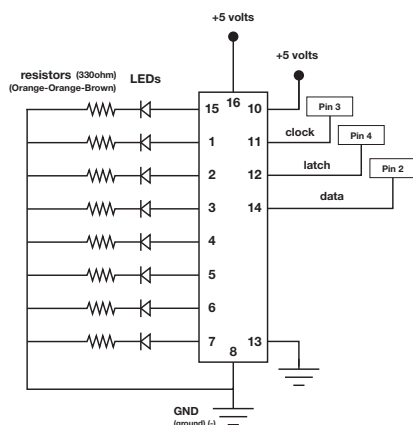 +5 volts
+5 volts
resistors (330ohm)
(Orange-Orange-Brown)
LEDs
16
15
10
Pin 3
1
11
clock
Pin 4
2
12
latch
Pin 2
3
14
data
4
5
6
7
13
8
GND
(ground) (-)